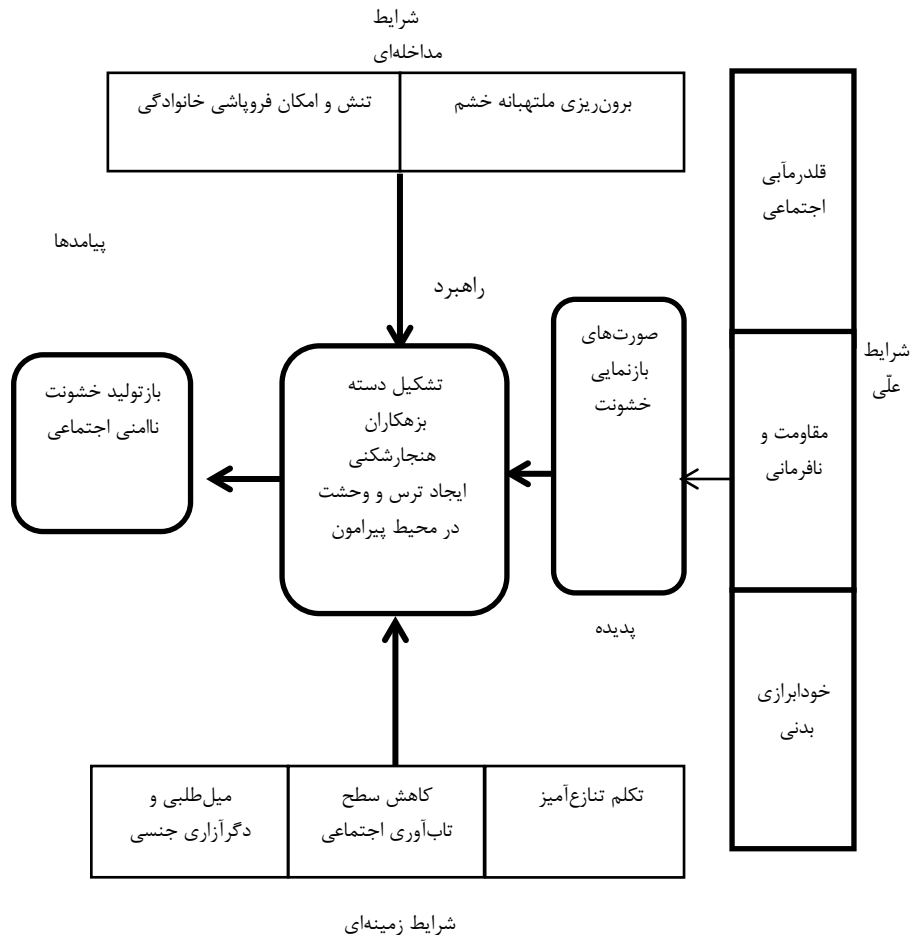 شرایط
مداخله‌ای
برون‌ریزی ملتهبانه خشم
تنش و امکان فروپاشی خانوادگی
قلدرمآبی
اجتماعی
مقاومت و
نافرمانی
خودابرازی
بدنی
شرایط
علّی
صورت‌های
بازنمایی
خشونت
پدیده
راهبرد
تشکیل دسته
بزهکاران
هنجارشکنی
ایجاد ترس و وحشت
در محیط پیرامون
پیامدها
بازتولید خشونت
ناامنی اجتماعی
تکلم تنازع‌آمیز
کاهش سطح
تاب‌آوری اجتماعی
میل‌طلبی و
دگرآزاری جنسی
شرایط زمینه‌ای